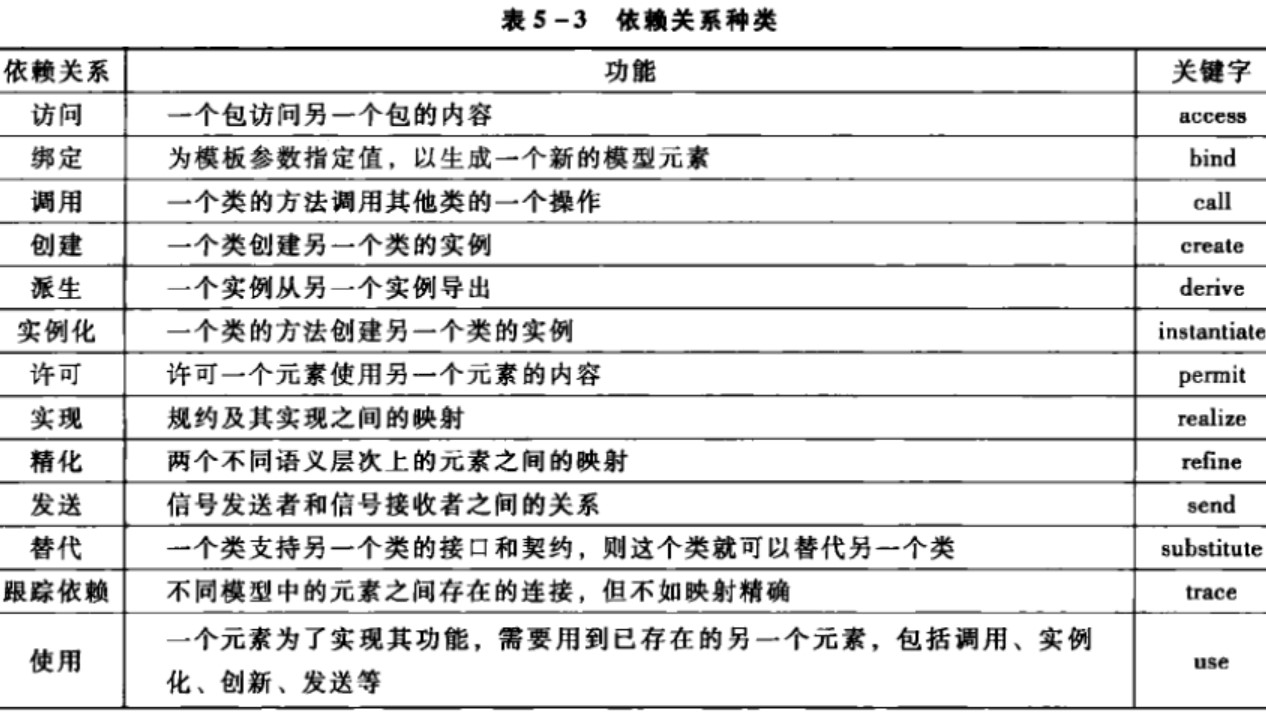 表5-3 依赖关系种类
依赖关系 功能 关键字
访问 一个包访问另一个包的内容 access
绑定 为模板参数指定值，以生成一个新的模型元素 bind
调用 一个类的方法调用其他类的一个操作 call
创建 一个类创建另一个类的实例 create
派生 一个实例从另一个实例导出 derive
实例化 一个类的方法创建另一个类的实例 instantiate
许可 许可一个元素使用另一个元素的内容 permit
实现 规约及其实现之间的映射 realize
精化 两个不同语义层次上的元素之间的映射 refine
发送 信号发送者和信号接收者之间的关系 send
替代 一个类支持另一个类的接口和契约，则这个类就可以替代另一个类 substitute
跟踪依赖 不同模型中的元素之间存在的连接，但不如映射精确 trace
使用 一个元素为了实现其功能，需要用到已存在的另一个元素，包括调用、实例 use
化、创新、发送等